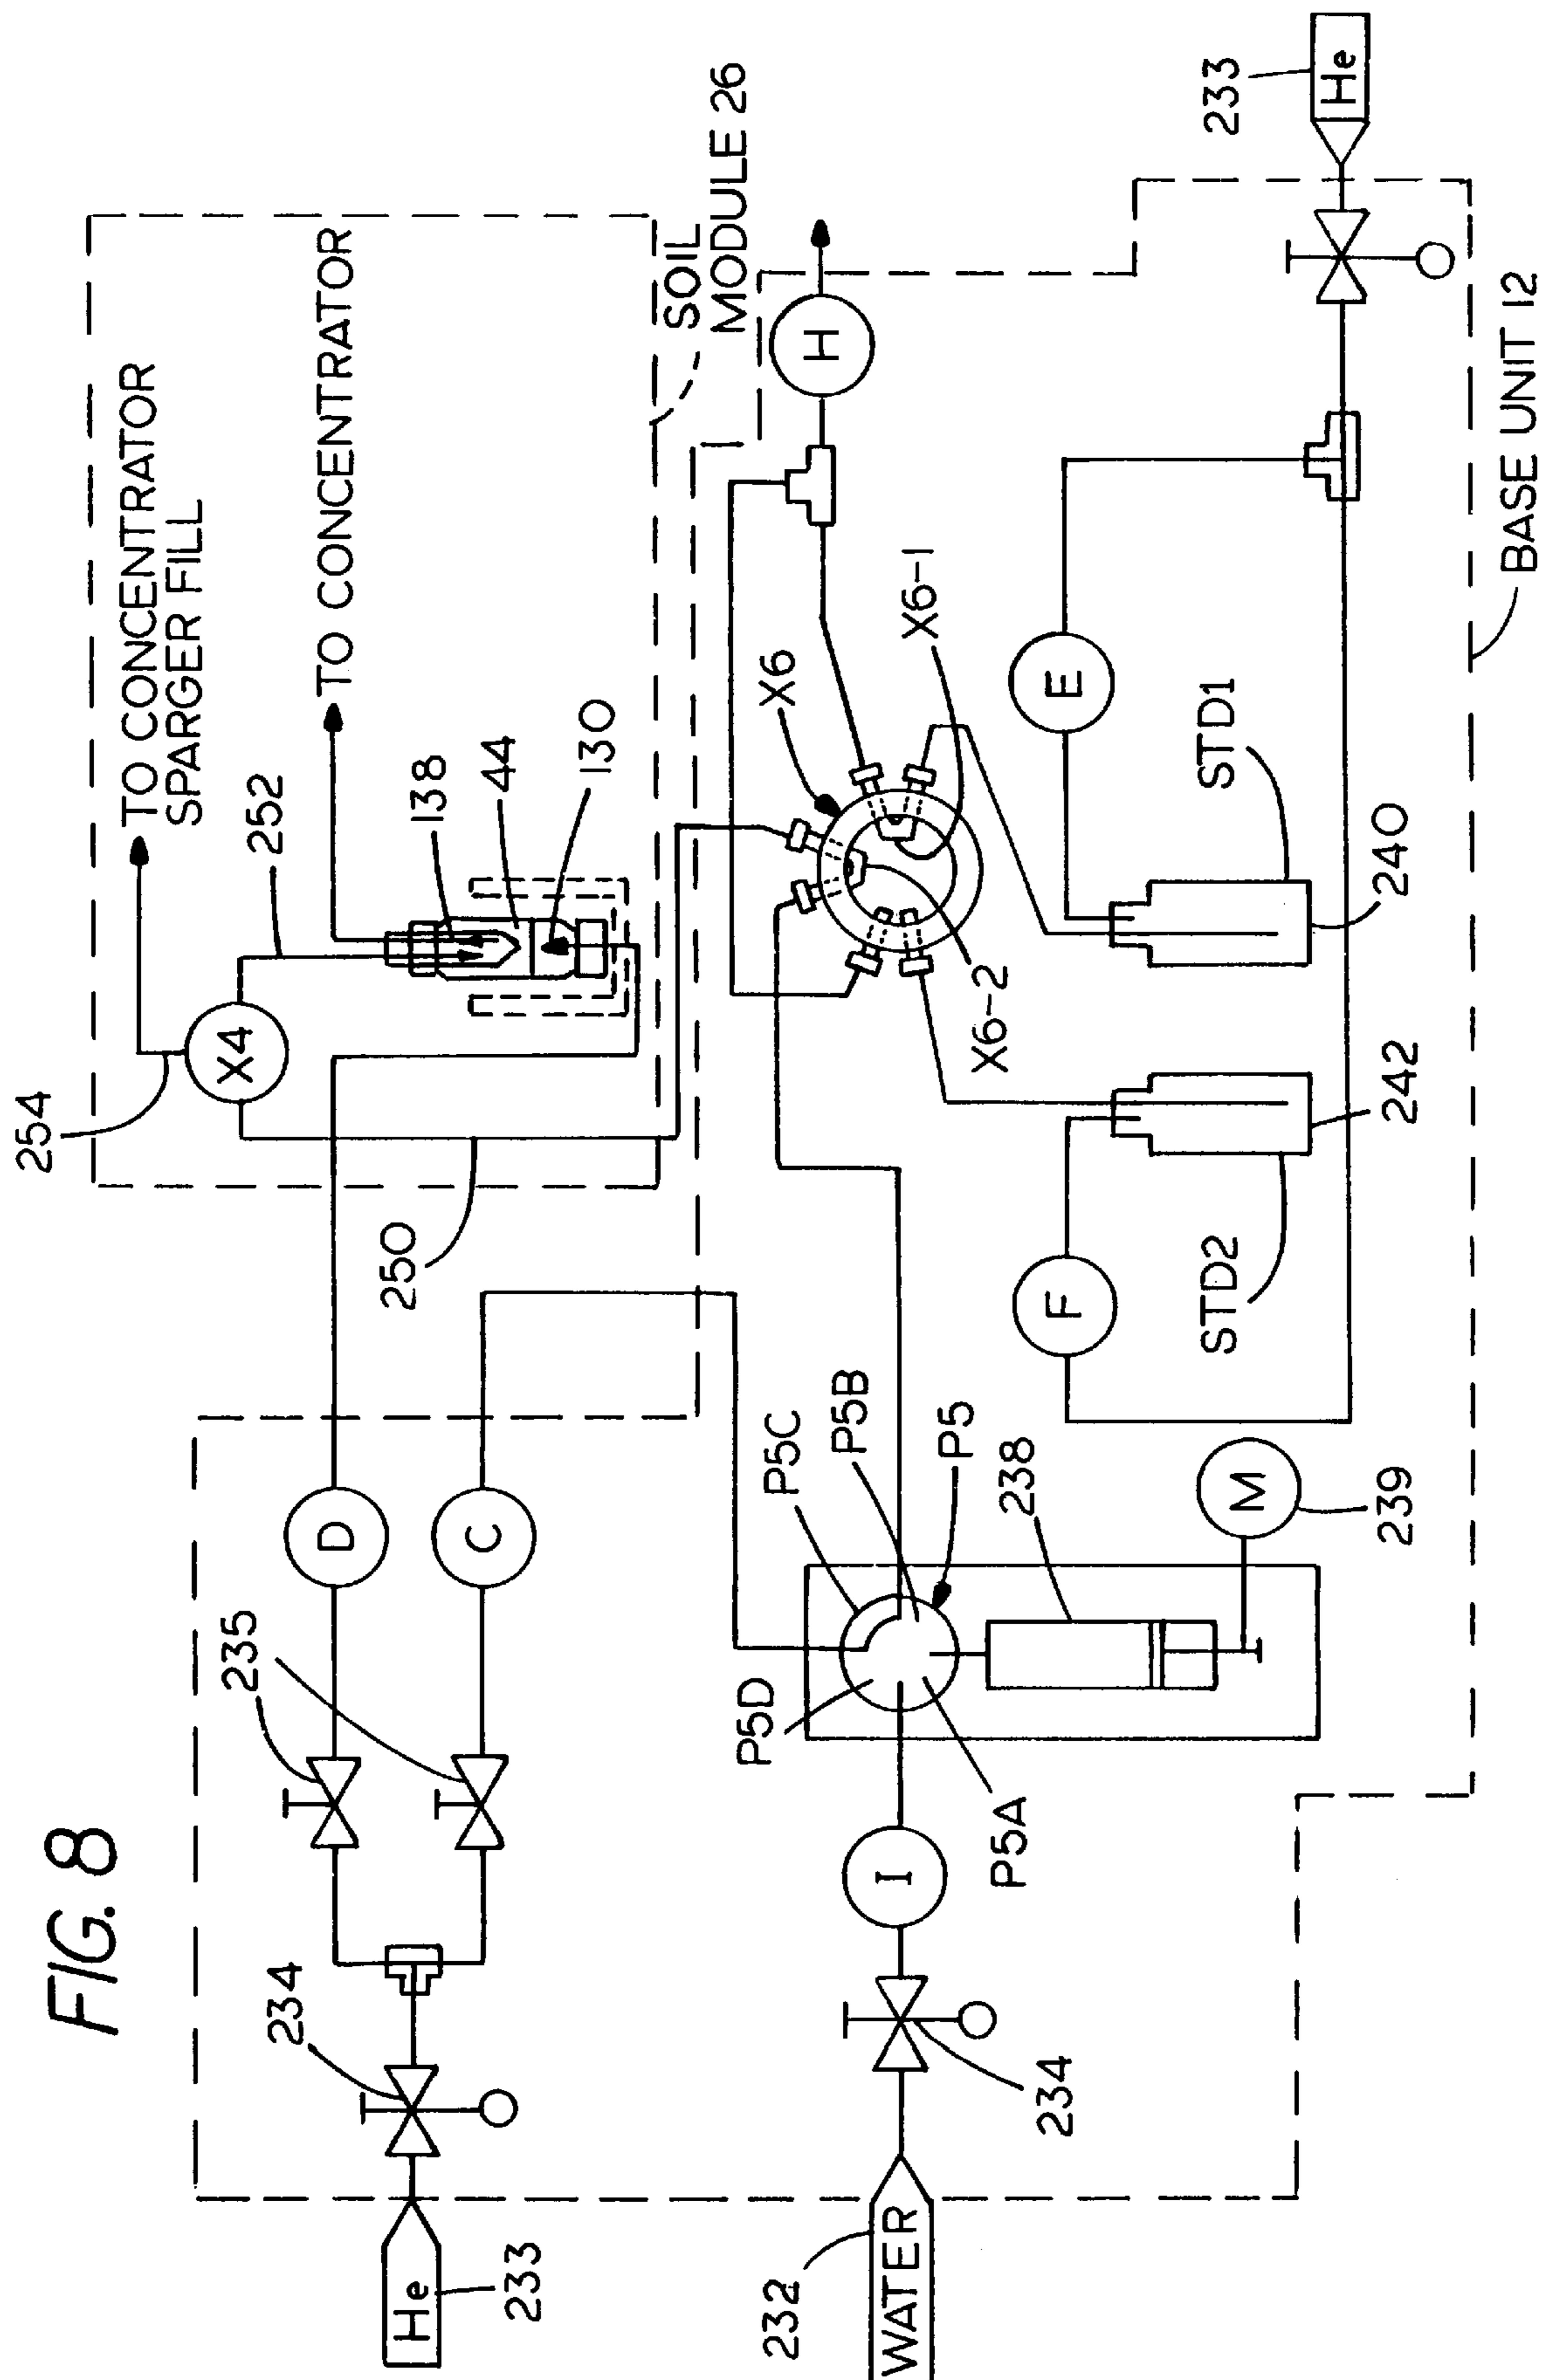 FIG. 8
254
TO CONCENTRATOR
SPARGER FILL
252
X4
TO CONCENTRATOR
138
44
130
250
SOIL
MODULE 26
D
C
235
234
He
233
P5C
P5B
P5
238
P5D
P5A
M
239
I
234
232
WATER
X6
X6-1
X6-2
H
E
F
STD1
240
STD2
242
233
He
BASE UNIT 12